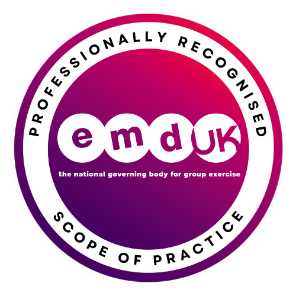 PROFESSIONALLY RECOGNISED
emduk
the national governing body for group exercise
SCOPE OF PRACTICE